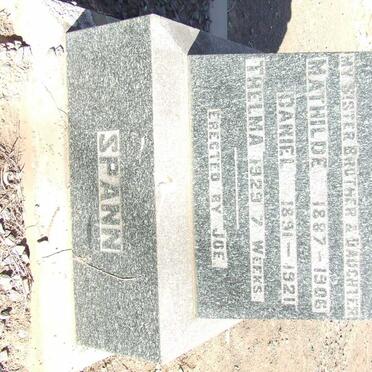 MY SISTER BROTHER & DAUGHTER
MATHILDE 1887 – 1906
DANIEL 1891 – 1921
THELMA 1929 7 WEEKS
ERECTED BY JOE
SPANN